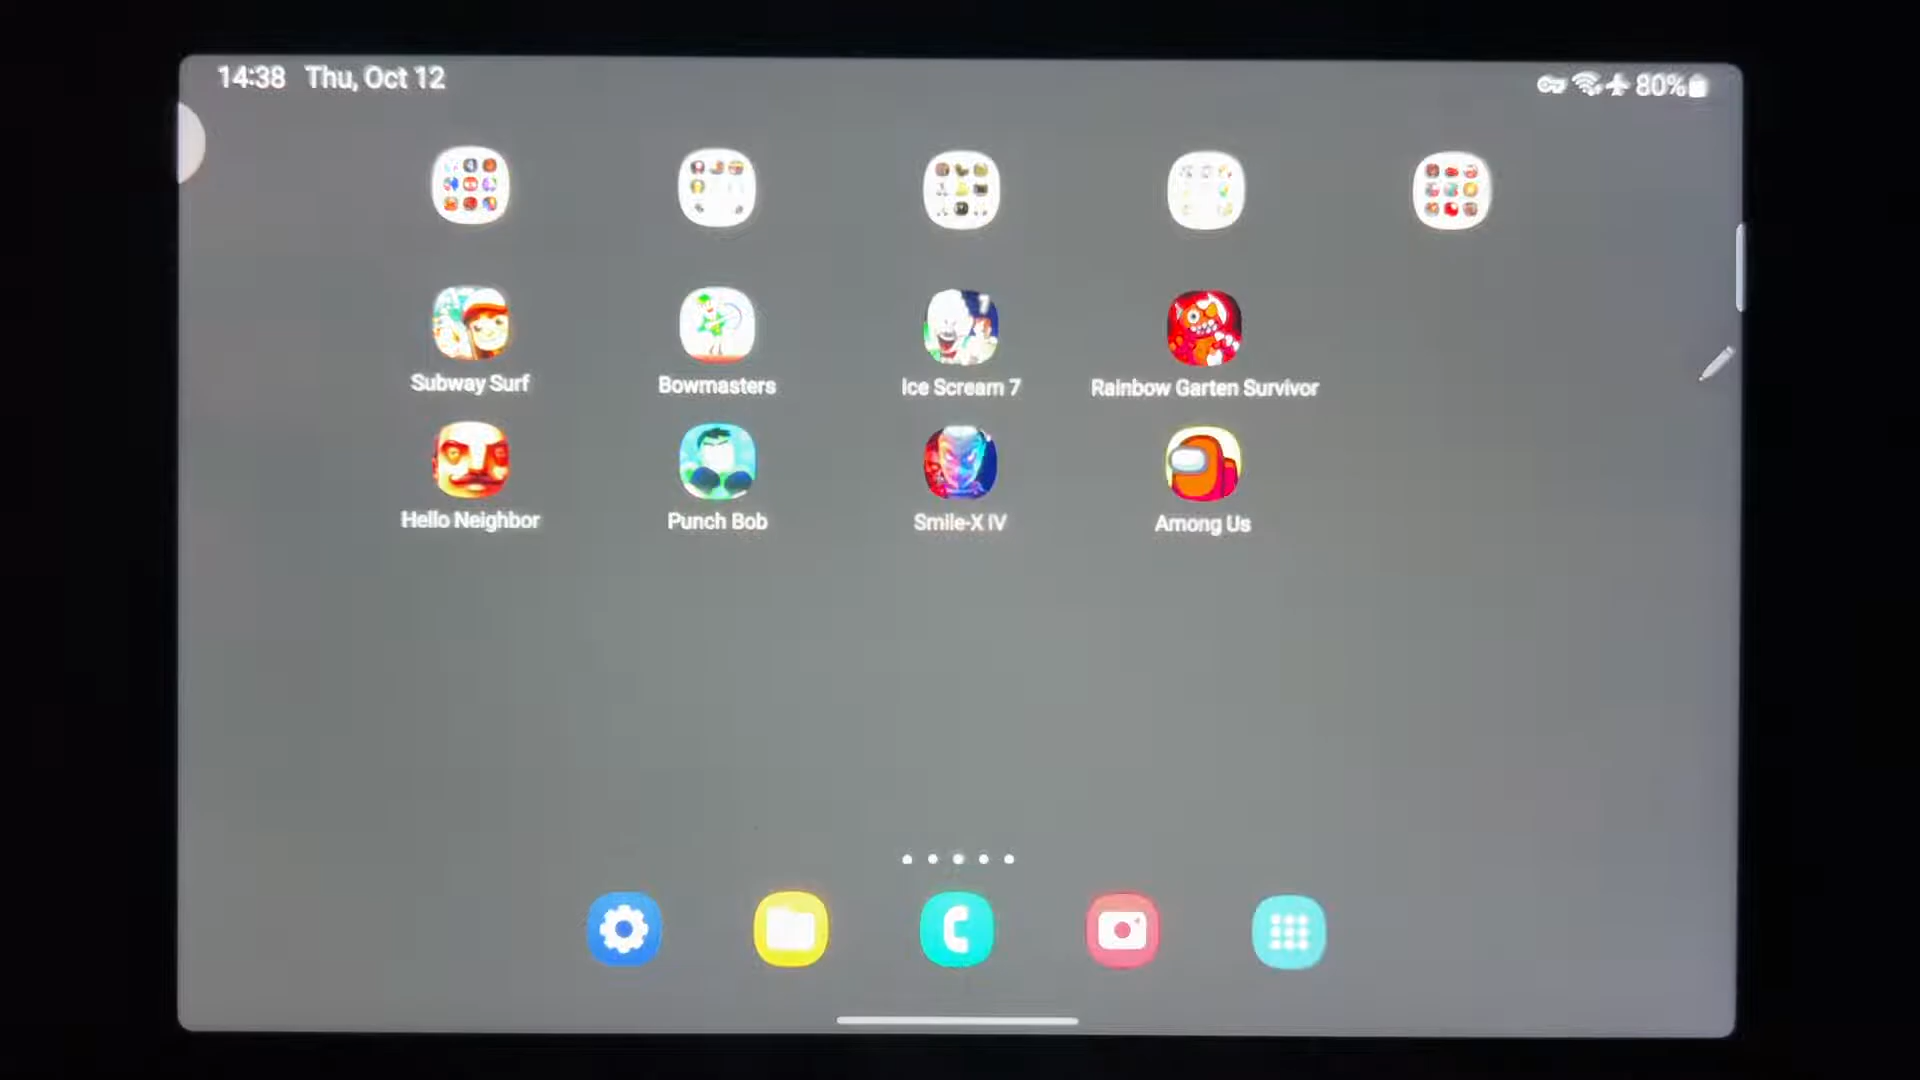 14:38 Thu, Oct 12 80%
Subway Surf Bowmasters Ice Scream 7 Rainbow Garten Survivor
7
Hello Neighbor Punch Bob Smile-X IV Among Us